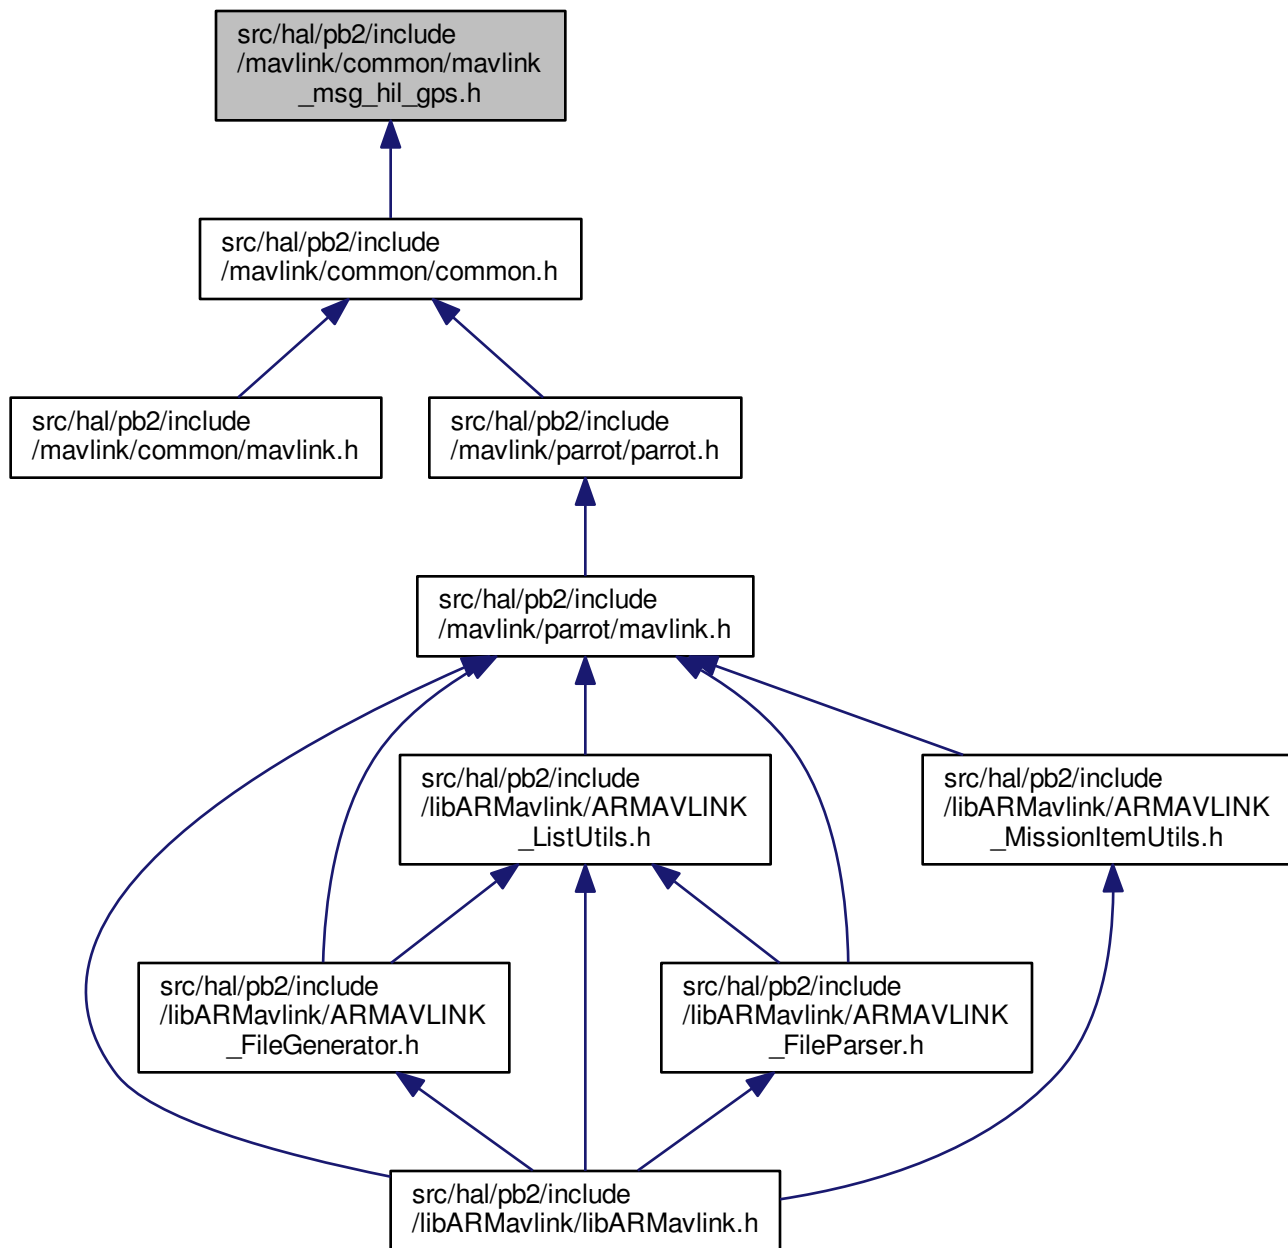 src/hal/pb2/include
/mavlink/common/mavlink
_msg_hil_gps.h
src/hal/pb2/include
/mavlink/common/common.h
src/hal/pb2/include
/mavlink/common/mavlink.h
src/hal/pb2/include
/mavlink/parrot/parrot.h
src/hal/pb2/include
/mavlink/parrot/mavlink.h
src/hal/pb2/include
/libARMavlink/ARMAVLINK
_ListUtils.h
src/hal/pb2/include
/libARMavlink/ARMAVLINK
_MissionItemUtils.h
src/hal/pb2/include
/libARMavlink/ARMAVLINK
_FileGenerator.h
src/hal/pb2/include
/libARMavlink/ARMAVLINK
_FileParser.h
src/hal/pb2/include
/libARMavlink/libARMavlink.h